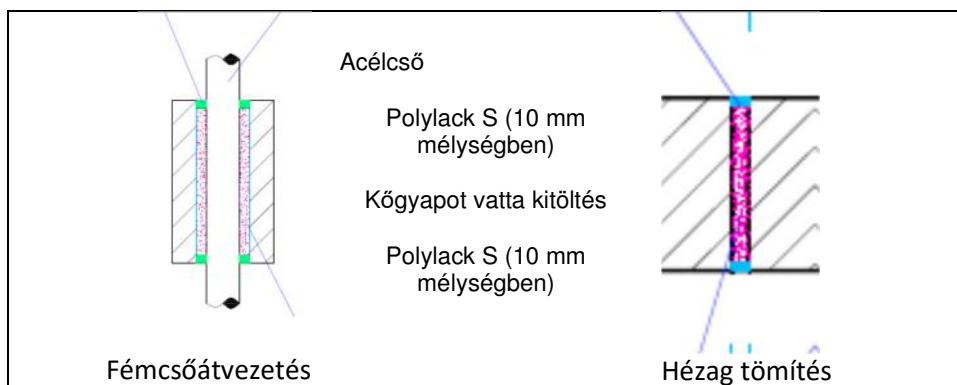 Acélcső
Polylack S (10 mm
mélységben)
Kőgyapot vatta kitöltés
Polylack S (10 mm
mélységben)
Fémcsőátvezetés
Hézag tömítés